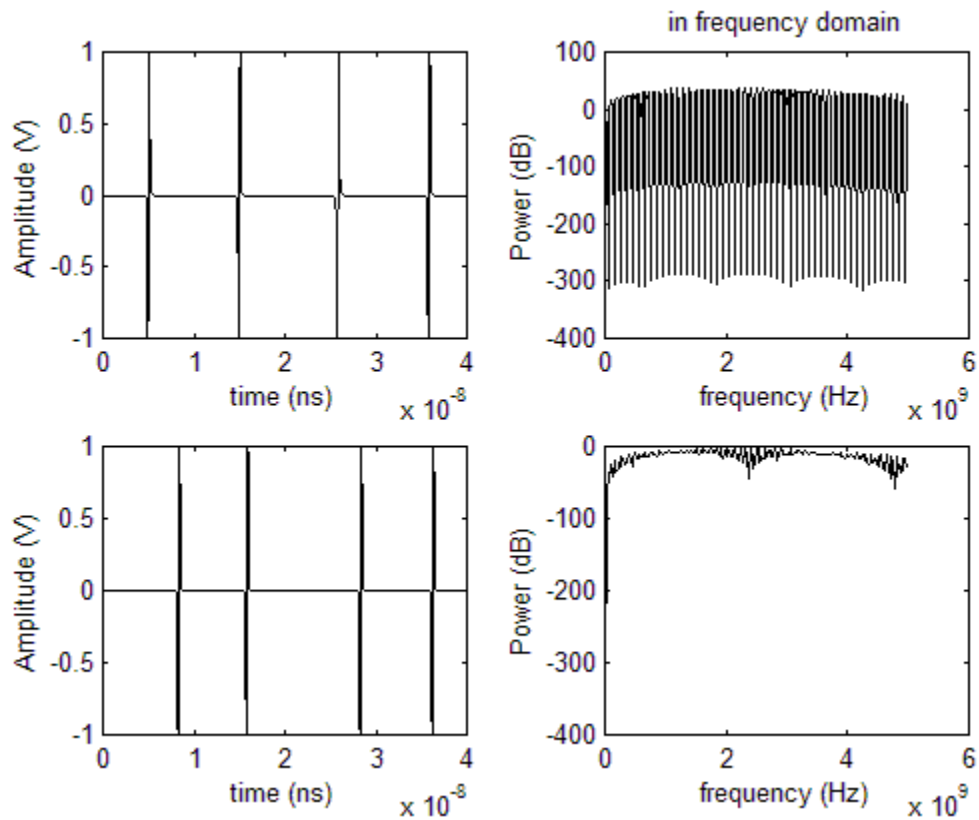 in frequency domain
Amplitude (V)
1
0.5
0
-0.5
-1
0 1 2 3 4
time (ns)
x 10^-8
Power (dB)
100
0
-100
-200
-300
-400
0 2 4 6
frequency (Hz)
x 10^9
Amplitude (V)
1
0.5
0
-0.5
-1
0 1 2 3 4
time (ns)
x 10^-8
Power (dB)
0
-100
-200
-300
-400
0 2 4 6
frequency (Hz)
x 10^9